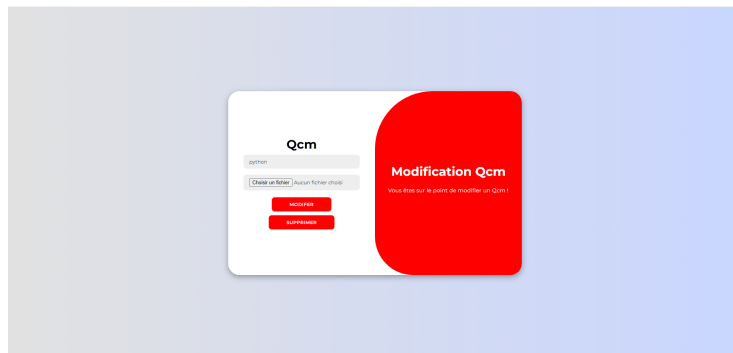 Qcm
python
Choisir un fichier Aucun fichier choisi
MODIFER
SUPPRIMER
Modification Qcm
Vous êtes sur le point de modifier un Qcm !